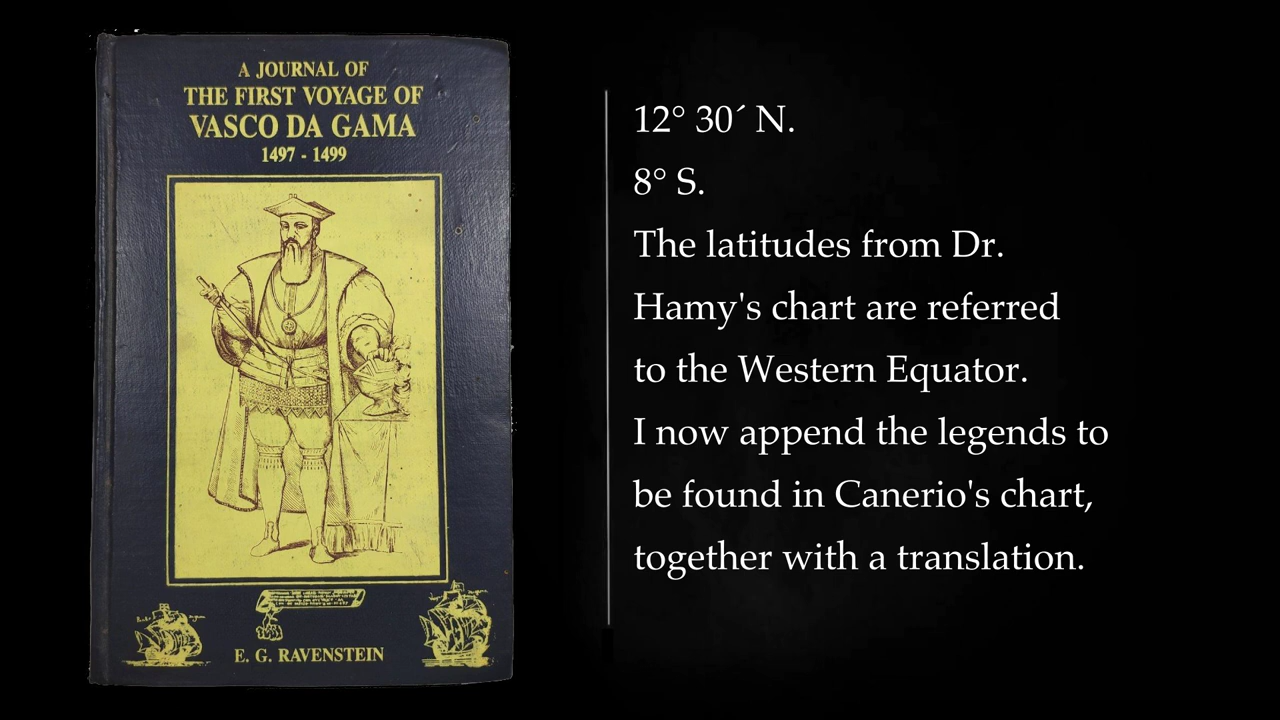 A JOURNAL OF
THE FIRST VOYAGE OF
VASCO DA GAMA
1497 - 1499
E. G. RAVENSTEIN
12° 30´ N.
8° S.
The latitudes from Dr.
Hamy's chart are referred
to the Western Equator.
I now append the legends to
be found in Canerio's chart,
together with a translation.